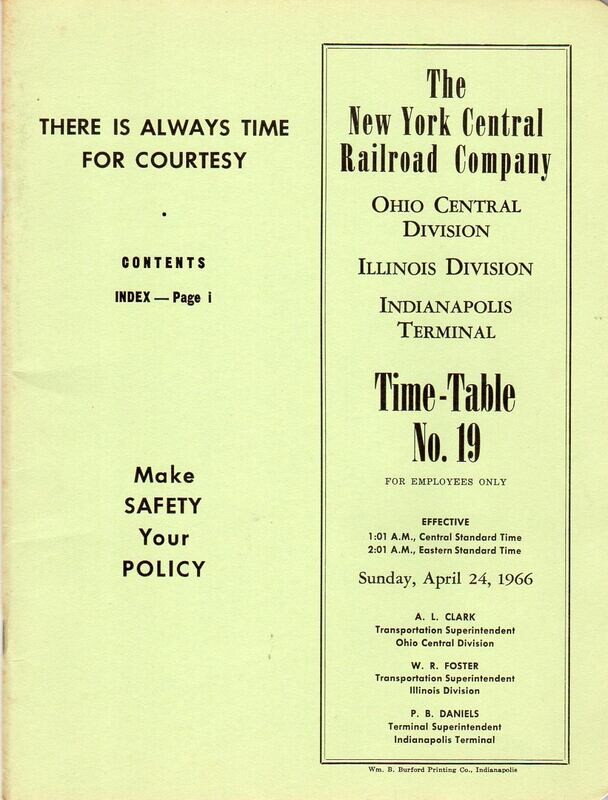 THERE IS ALWAYS TIME
FOR COURTESY
•
CONTENTS
INDEX — Page i
Make
SAFETY
Your
POLICY
The
New York Central
Railroad Company
OHIO CENTRAL
DIVISION
ILLINOIS DIVISION
INDIANAPOLIS
TERMINAL
Time-Table
No. 19
FOR EMPLOYEES ONLY
EFFECTIVE
1:01 A.M., Central Standard Time
2:01 A.M., Eastern Standard Time
Sunday, April 24, 1966
A. L. CLARK
Transportation Superintendent
Ohio Central Division
W. R. FOSTER
Transportation Superintendent
Illinois Division
P. B. DANIELS
Terminal Superintendent
Indianapolis Terminal
Wm. B. Burford Printing Co., Indianapolis